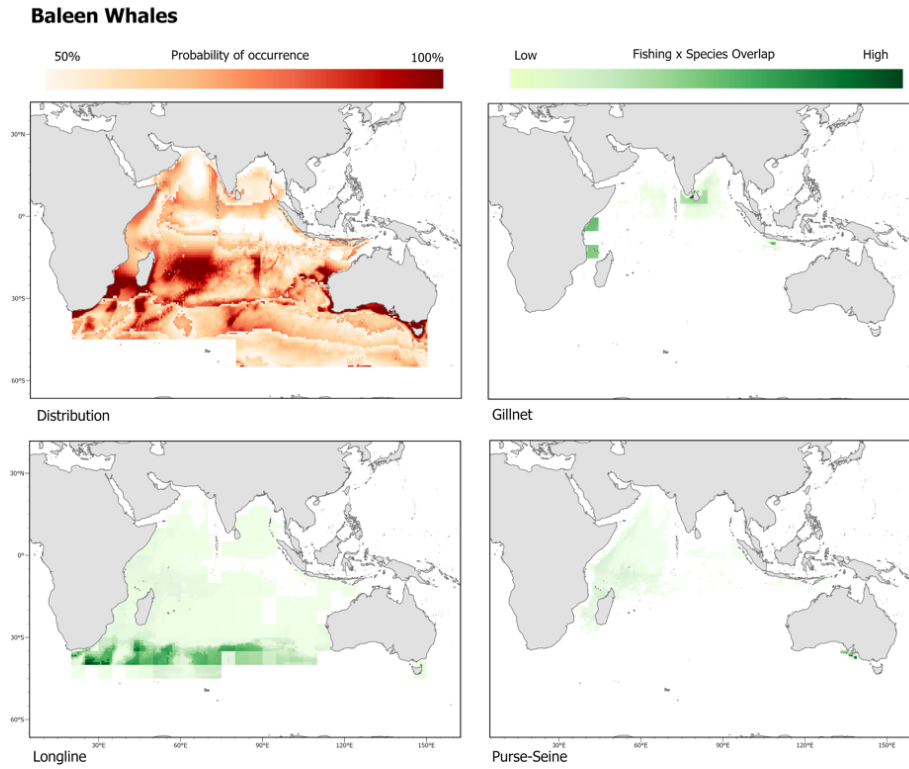 Baleen Whales
50% Probability of occurrence 100%
Low Fishing x Species Overlap High
30°N
0°
30°S
60°S
Distribution
Gillnet
30°N
0°
30°S
60°S
30°E 60°E 90°E 120°E 150°E
30°E 60°E 90°E 120°E 150°E
Longline
Purse-Seine